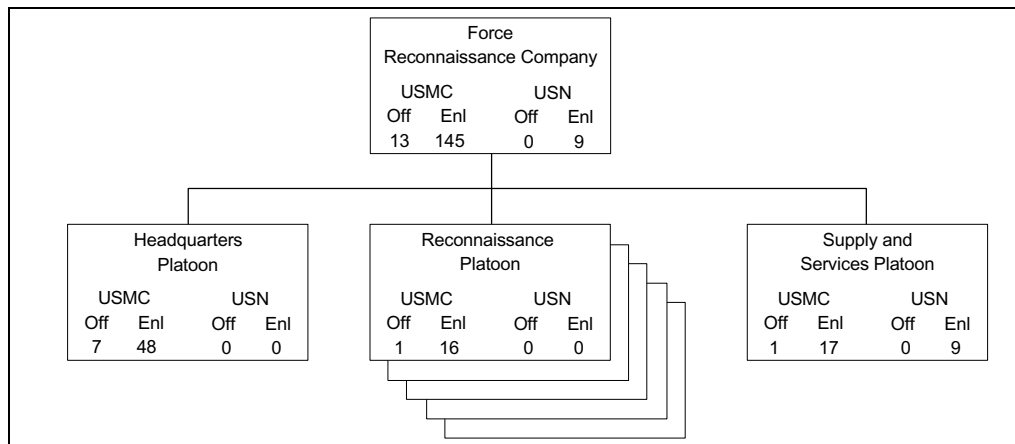 Force
Reconnaissance Company
USMC USN
Off Enl Off Enl
13 145 0 9
Headquarters
Platoon
USMC USN
Off Enl Off Enl
7 48 0 0
Reconnaissance
Platoon
USMC USN
Off Enl Off Enl
1 16 0 0
Supply and
Services Platoon
USMC USN
Off Enl Off Enl
1 17 0 9